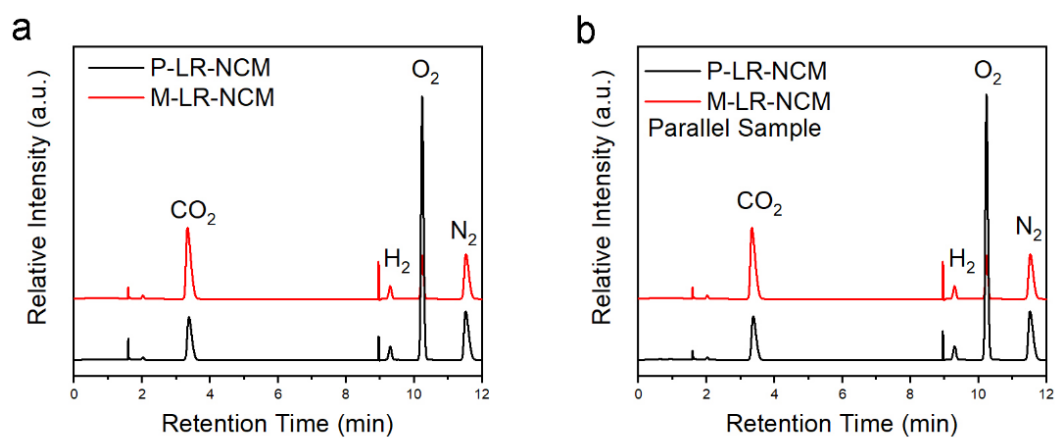 a
P-LR-NCM
M-LR-NCM
O2
CO2
H2
N2
Relative Intensity (a.u.)
0 2 4 6 8 10 12
Retention Time (min)
b
P-LR-NCM
M-LR-NCM
Parallel Sample
O2
CO2
H2
N2
Relative Intensity (a.u.)
0 2 4 6 8 10 12
Retention Time (min)